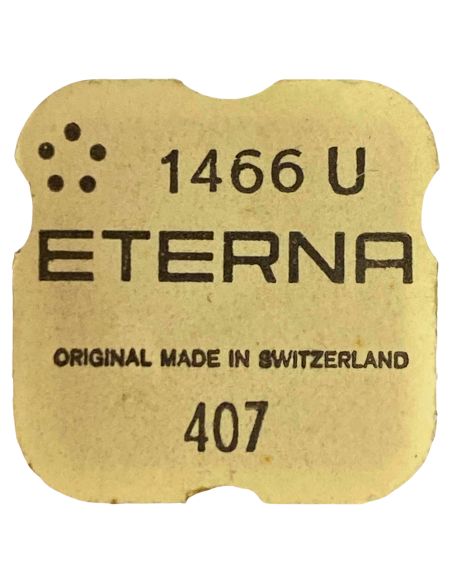 1466 U
ETERNA
ORIGINAL MADE IN SWITZERLAND
407